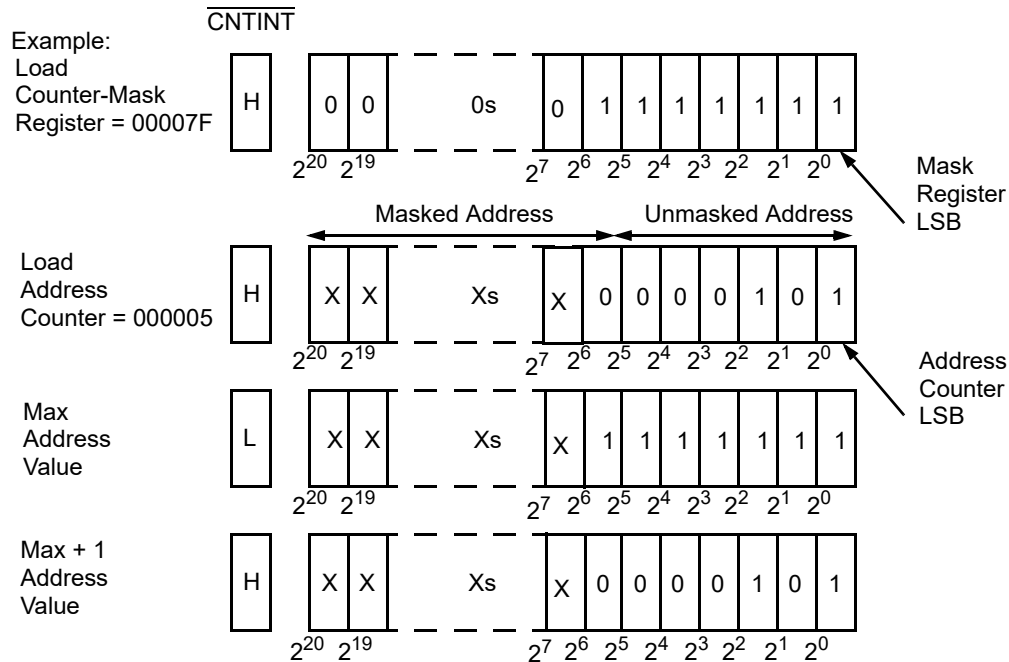 CNTINT
Example:
Load
Counter-Mask
Register = 00007F
H 0 0 0s 0 1 1 1 1 1 1 1
2^20 2^19 2^7 2^6 2^5 2^4 2^3 2^2 2^1 2^0
Mask
Register
LSB
Masked Address Unmasked Address
Load
Address
Counter = 000005
H X X Xs X 0 0 0 0 1 0 1
2^20 2^19 2^7 2^6 2^5 2^4 2^3 2^2 2^1 2^0
Address
Counter
LSB
Max
Address
Value
L X X Xs X 1 1 1 1 1 1 1
2^20 2^19 2^7 2^6 2^5 2^4 2^3 2^2 2^1 2^0
Max + 1
Address
Value
H X X Xs X 0 0 0 0 1 0 1
2^20 2^19 2^7 2^6 2^5 2^4 2^3 2^2 2^1 2^0